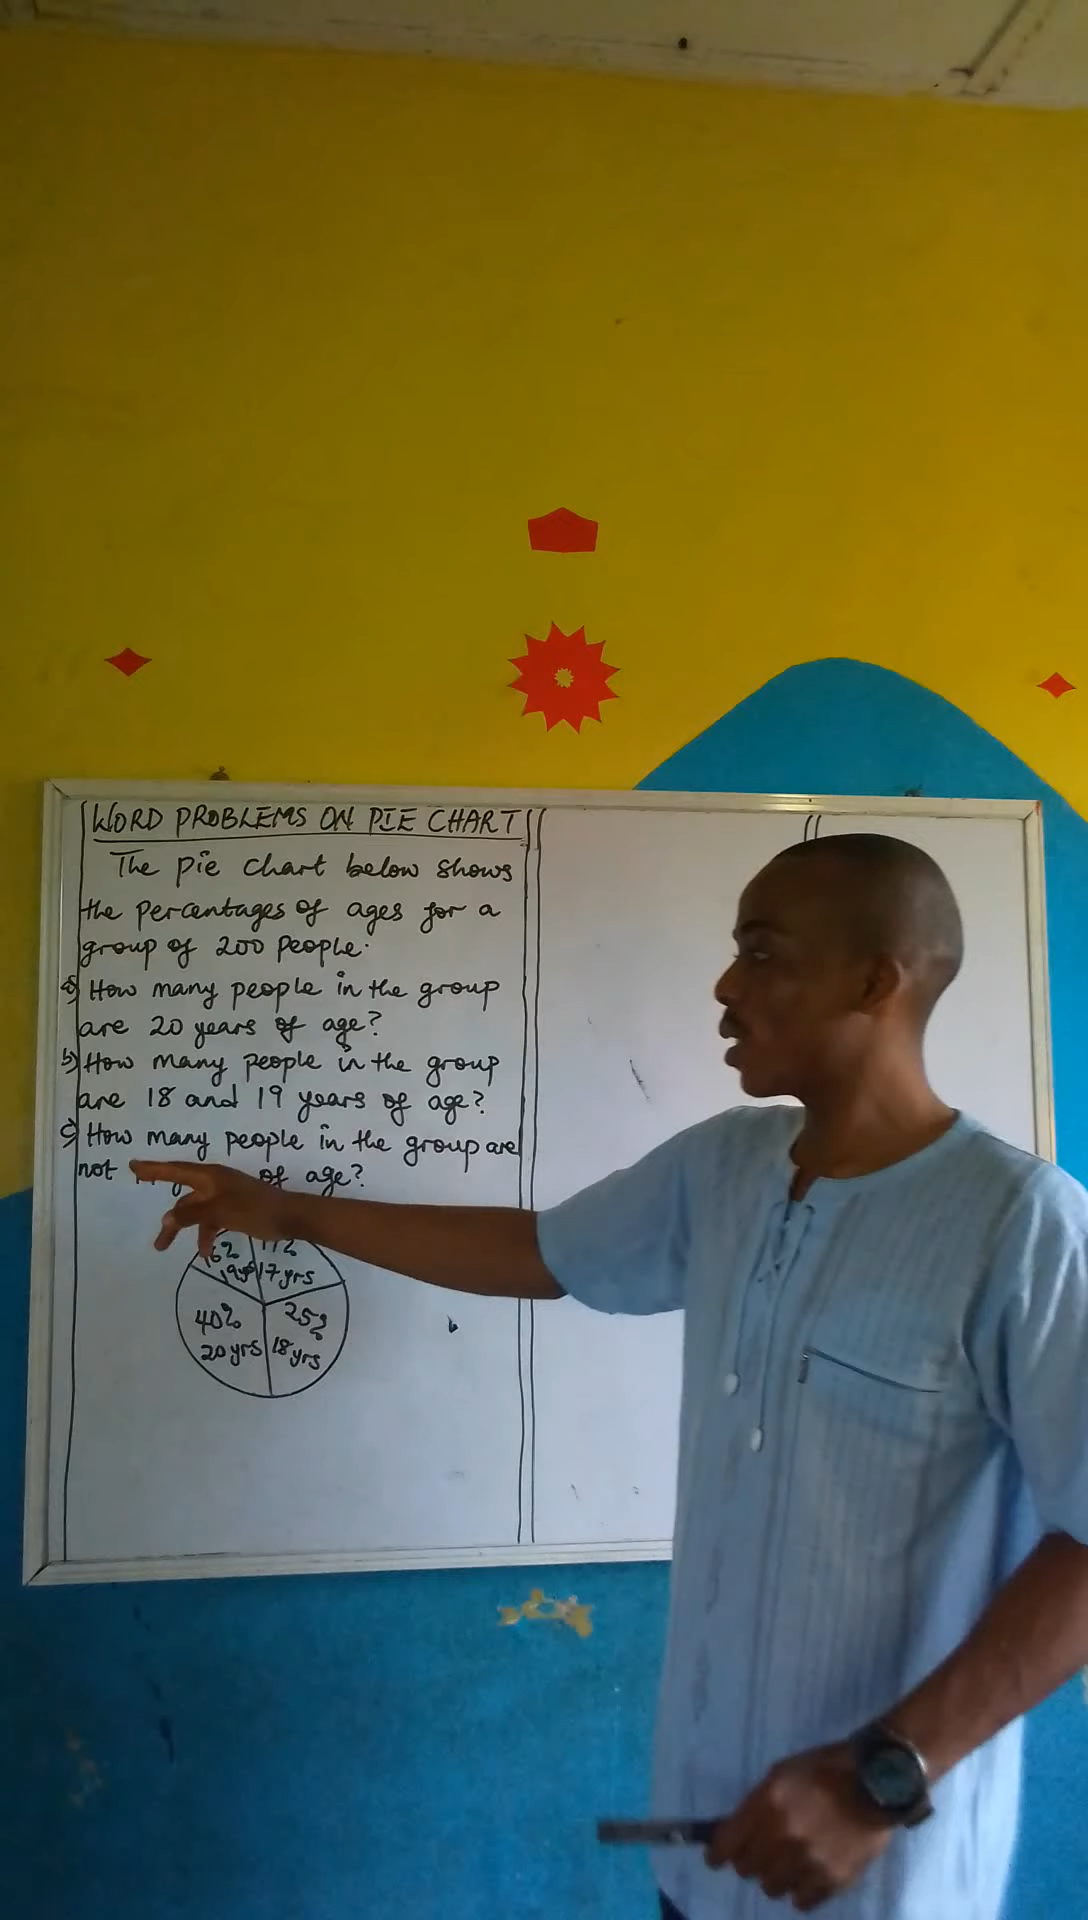 WORD PROBLEMS ON PIE CHART
The pie chart below shows
the percentages of ages for a
group of 200 people.
a) How many people in the group
are 20 years of age?
b) How many people in the group
are 18 and 19 years of age?
c) How many people in the group are
not of age?
16%
19yrs
17yrs
40%
20yrs
25%
18yrs